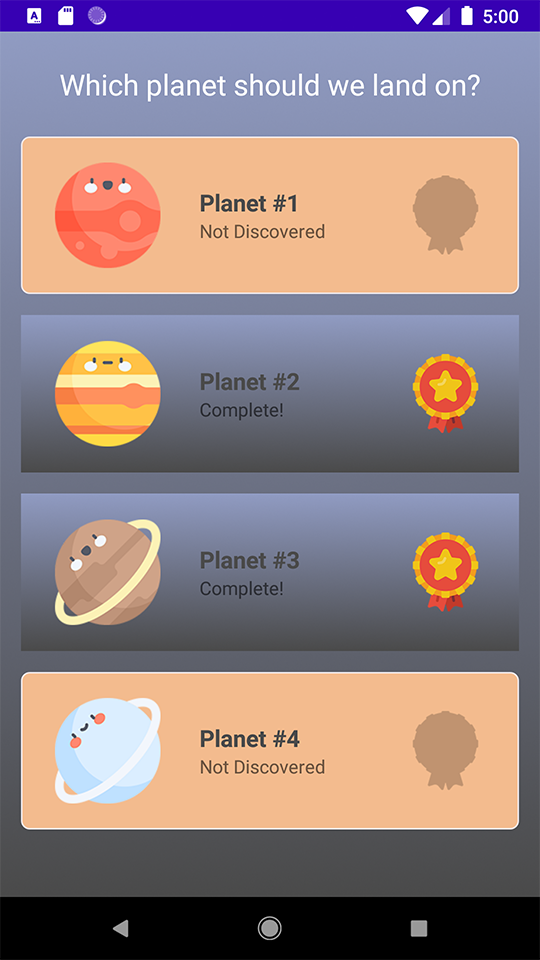 A
5:00
Which planet should we land on?
Planet #1
Not Discovered
Planet #2
Complete!
Planet #3
Complete!
Planet #4
Not Discovered